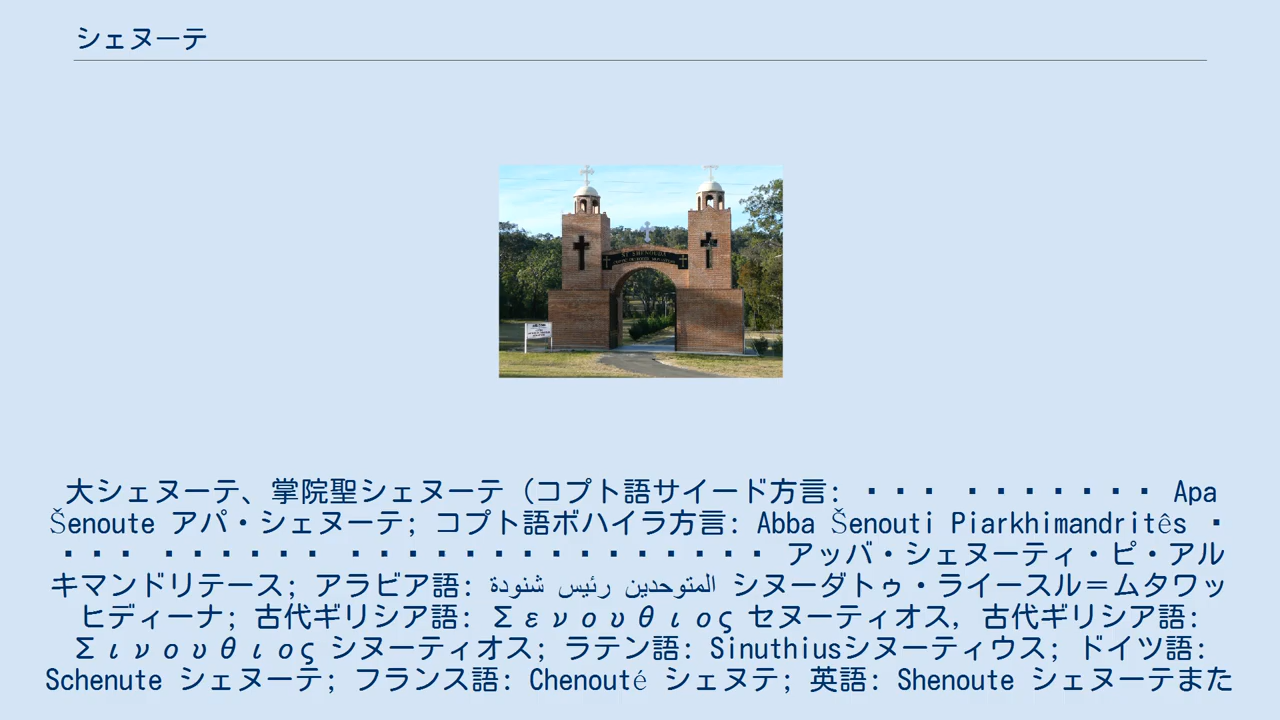 シェヌーテ
ST SHENOUDA
大シェヌーテ、掌院聖シェヌーテ（コプト語サイード方言: Apa
Šenoute アパ・シェヌーテ; コプト語ボハイラ方言: Abba Šenouti Piarkhimandritês
アッバ・シェヌーティ・ピ・アル
キマンドリテース; アラビア語: المتوحدين رئيس شنودة シヌーダトゥ・ライースル＝ムタワッ
ヒディーナ; 古代ギリシア語: Σενουθιος セヌーティオス, 古代ギリシア語:
Σινουθιος シヌーティオス; ラテン語: Sinuthiusシヌーティウス; ドイツ語:
Schenute シェヌーテ; フランス語: Chenouté シェヌテ; 英語: Shenoute シェヌーテまた